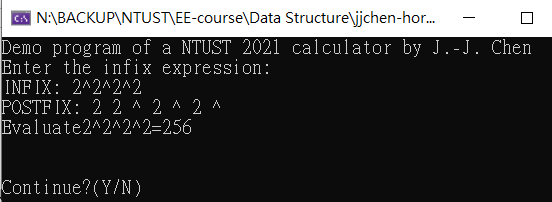 N:\BACKUP\NTUST\EE-course\Data Structure\jjchen-hor...
Demo program of a NTUST 2021 calculator by J.-J. Chen
Enter the infix expression:
INFIX: 2^2^2^2
POSTFIX: 2 2 ^ 2 ^ 2 ^
Evaluate2^2^2^2=256
Continue?(Y/N)